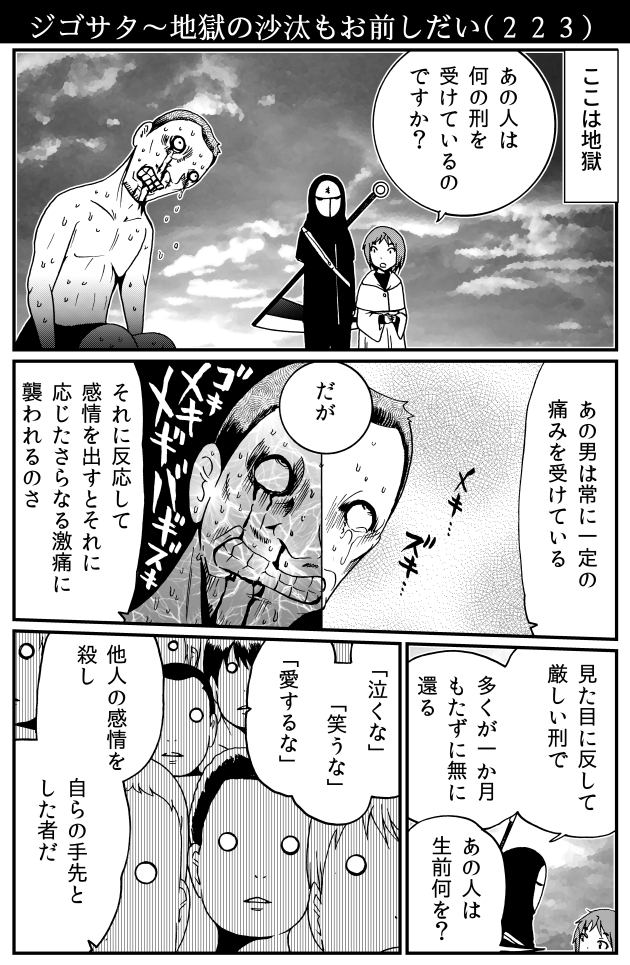 ジゴサタ～地獄の沙汰もお前しだい（２２３）
ここは地獄
あの人は
何の刑を
受けているの
ですか？
あの男は常に一定の
痛みを受けている
メキ…
ズキ…
だが
ゴキ
メキ
メギ
バギ
ズキ
それに反応して
感情を出すとそれに
応じたさらなる激痛に
襲われるのさ
見た目に反して
厳しい刑で
多くが一か月
もたずに無に
還る
あの人は
生前何を？
「泣くな」
「笑うな」
「愛するな」
他人の感情を
殺し
自らの手先と
した者だ